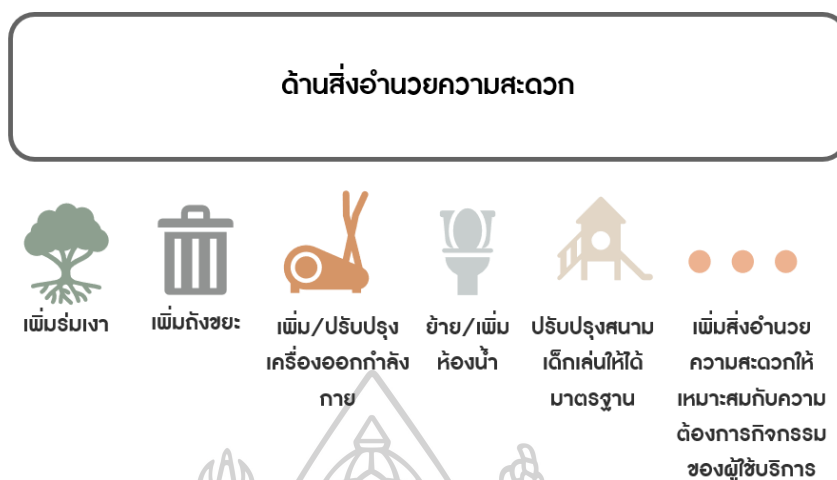 ด้านสิ่งอำนวยความสะดวก
เพิ่มร่มเงา
เพิ่มถังขยะ
เพิ่ม/ปรับปรุง
เครื่องออกกำลัง
กาย
ย้าย/เพิ่ม
ห้องน้ำ
ปรับปรุงสนาม
เด็กเล่นให้ได้
มาตรฐาน
เพิ่มสิ่งอำนวย
ความสะดวกให้
เหมาะสมกับความ
ต้องการกิจกรรม
ของผู้ใช้บริการ